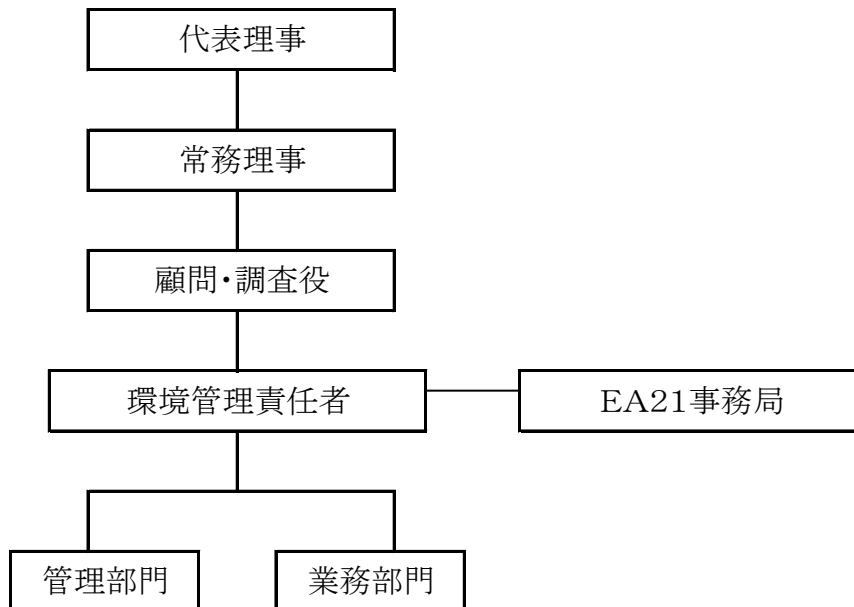 代表理事
常務理事
顧問・調査役
環境管理責任者
EA21事務局
管理部門
業務部門